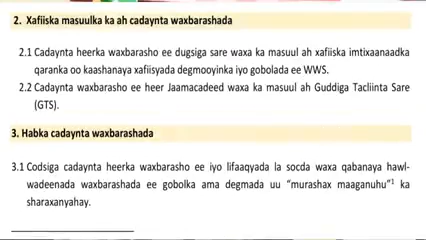 2. Xafiiska masuulka ka ah cadaynta waxbarashada
2.1 Cadaynta heerka waxbarasho ee dugsiga sare waxa ka masuul ah xafiiska imtixaanaadka
qaranka oo kaashanaya xafiisyada degmooyinka iyo gobolada ee WWS.
2.2 Cadaynta waxbarasho ee heer Jaamacadeed waxa ka masuul ah Guddiga Tacliinta Sare
(GTS).
3. Habka cadaynta waxbarashada
3.1 Codsiga cadaynta heerka waxbarasho ee iyo lifaaqyada la socda waxa qabanaya hawl-
wadeenada waxbarashada ee gobolka ama degmada uu "murashax maaganuhu"¹ ka
sharaxanyahay.